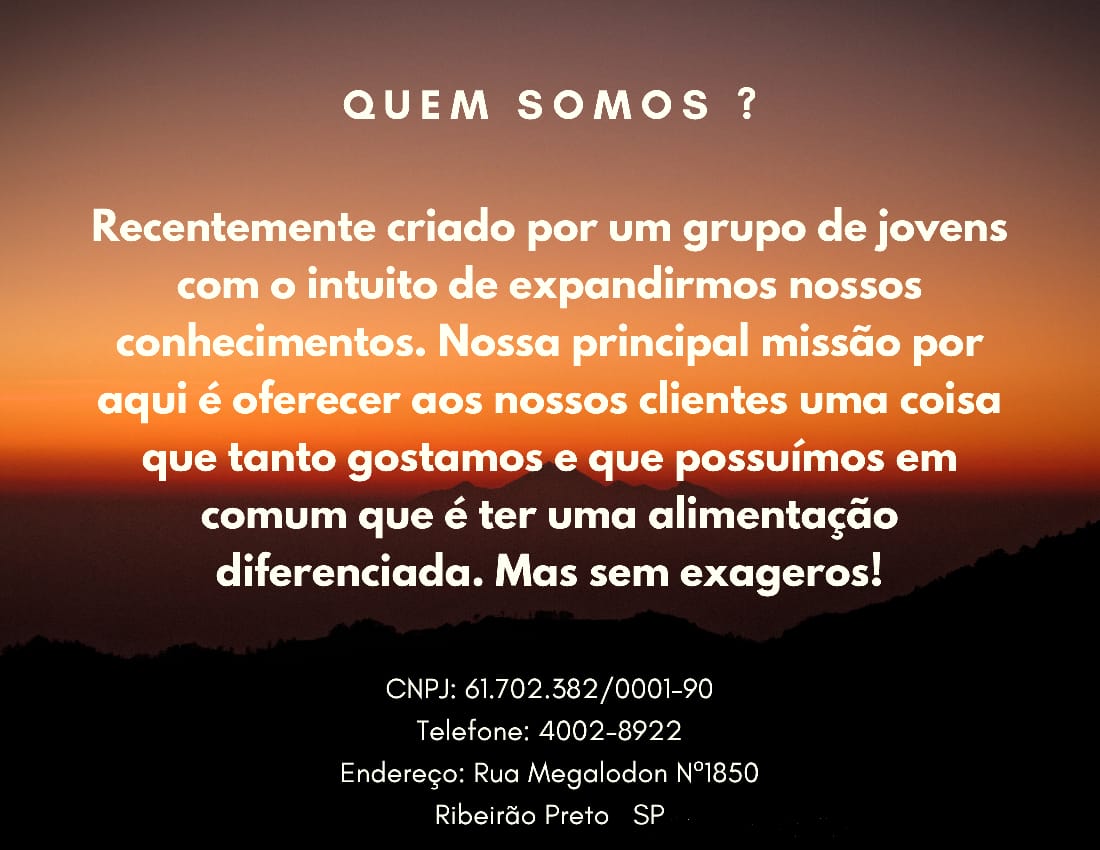 QUEM SOMOS ?
Recentemente criado por um grupo de jovens
com o intuito de expandirmos nossos
conhecimentos. Nossa principal missão por
aqui é oferecer aos nossos clientes uma coisa
que tanto gostamos e que possuímos em
comum que é ter uma alimentação
diferenciada. Mas sem exageros!
CNPJ: 61.702.382/0001-90
Telefone: 4002-8922
Endereço: Rua Megalodon Nº1850
Ribeirão Preto SP